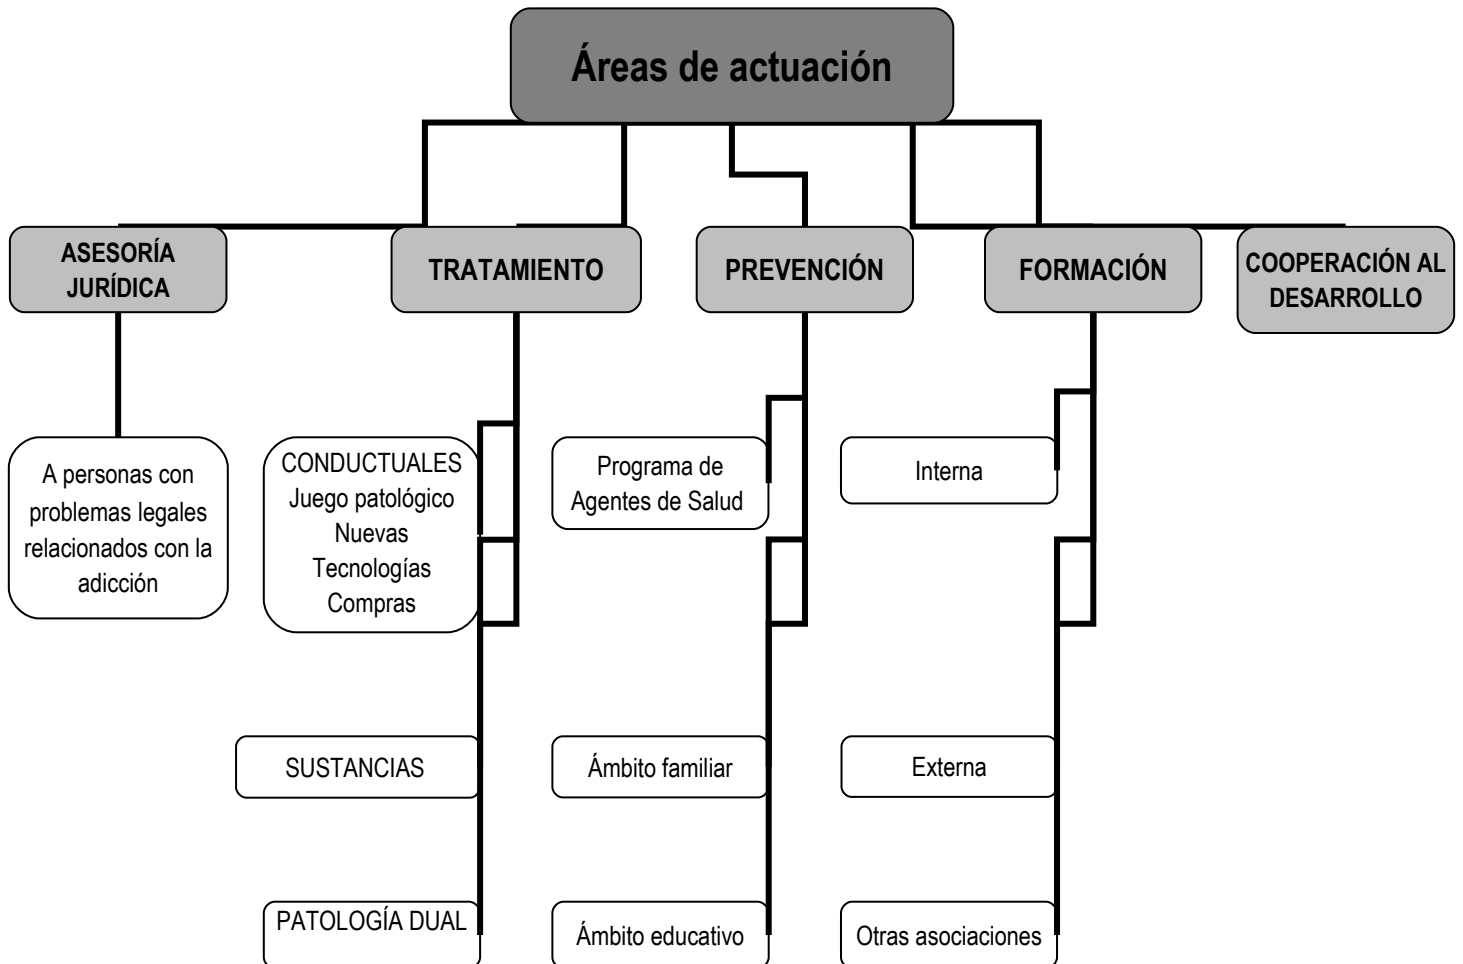 Áreas de actuación
ASESORÍA
JURÍDICA
TRATAMIENTO
PREVENCIÓN
FORMACIÓN
COOPERACIÓN AL
DESARROLLO
A personas con
problemas legales
relacionados con la
adicción
CONDUCTUALES
Juego patológico
Nuevas
Tecnologías
Compras
Programa de
Agentes de Salud
Interna
SUSTANCIAS
Ámbito familiar
Externa
PATOLOGÍA DUAL
Ámbito educativo
Otras asociaciones